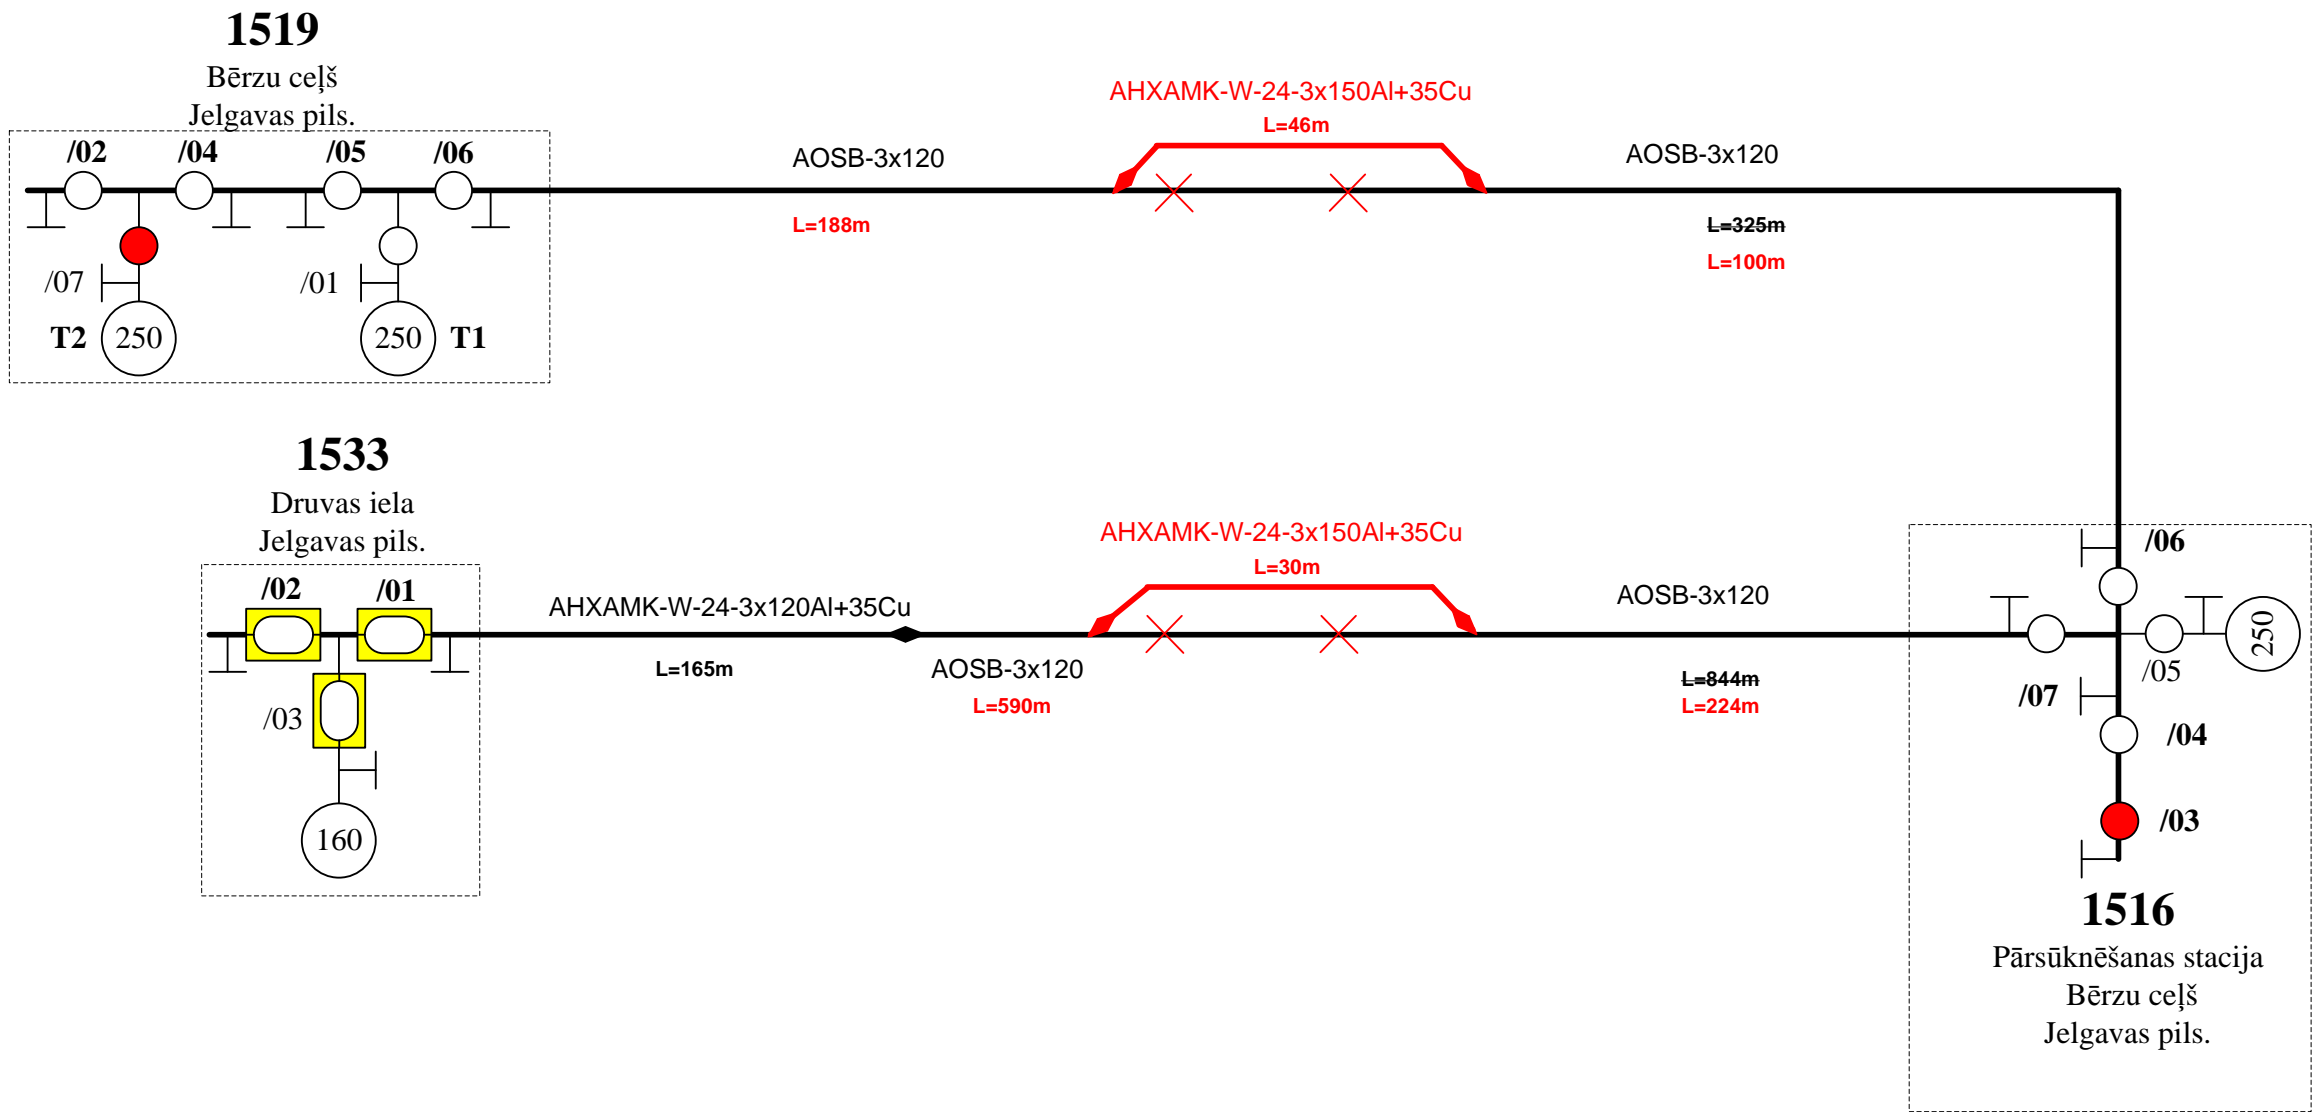 1519
Bērzu ceļš
Jelgavas pils.
/02 /04 /05 /06
/07 /01
T2 250 250 T1
AOSB-3x120
L=188m
AHXAMK-W-24-3x150Al+35Cu
L=46m
AOSB-3x120
L=325m
L=100m
1533
Druvas iela
Jelgavas pils.
/02 /01
/03
160
AHXAMK-W-24-3x120Al+35Cu
L=165m
AOSB-3x120
L=590m
AHXAMK-W-24-3x150Al+35Cu
L=30m
AOSB-3x120
L=844m
L=224m
/06
250
/05
/07
/04
/03
1516
Pārsūknēšanas stacija
Bērzu ceļš
Jelgavas pils.